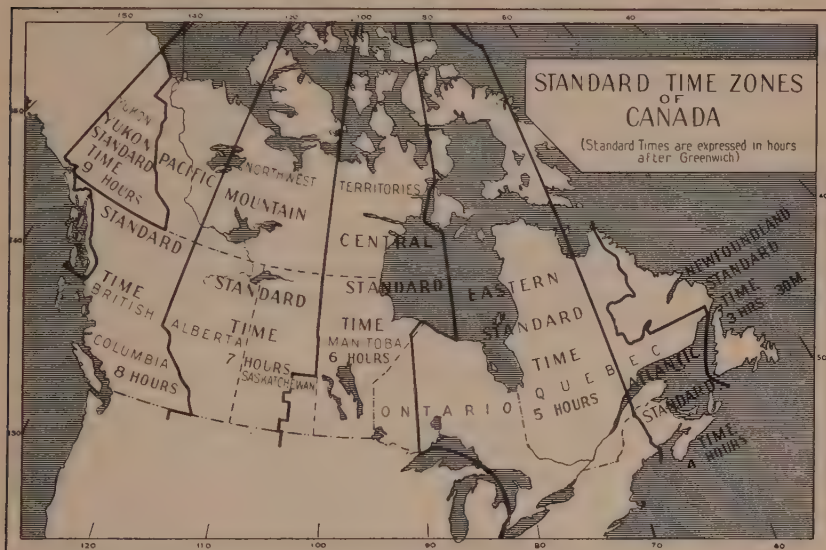 150
140
120
100
80
60
40
STANDARD TIME ZONES
OF
CANADA
(Standard Times are expressed in hours
after Greenwich)
YUKON
YUKON
STANDARD
TIME
9 HOURS
PACIFIC
STANDARD
TIME
BRITISH
COLUMBIA
8 HOURS
NORTHWEST
TERRITORIES
MOUNTAIN
STANDARD
TIME
7 HOURS
ALBERTA
SASKATCHEWAN
CENTRAL
STANDARD
TIME
MANITOBA
6 HOURS
EASTERN
STANDARD
TIME
5 HOURS
ONTARIO
QUEBEC
NEWFOUNDLAND
STANDARD
TIME
3 HRS. 30M.
ATLANTIC
STANDARD
TIME
4 HOURS
140
130
50
120
110
100
90
80
70
60